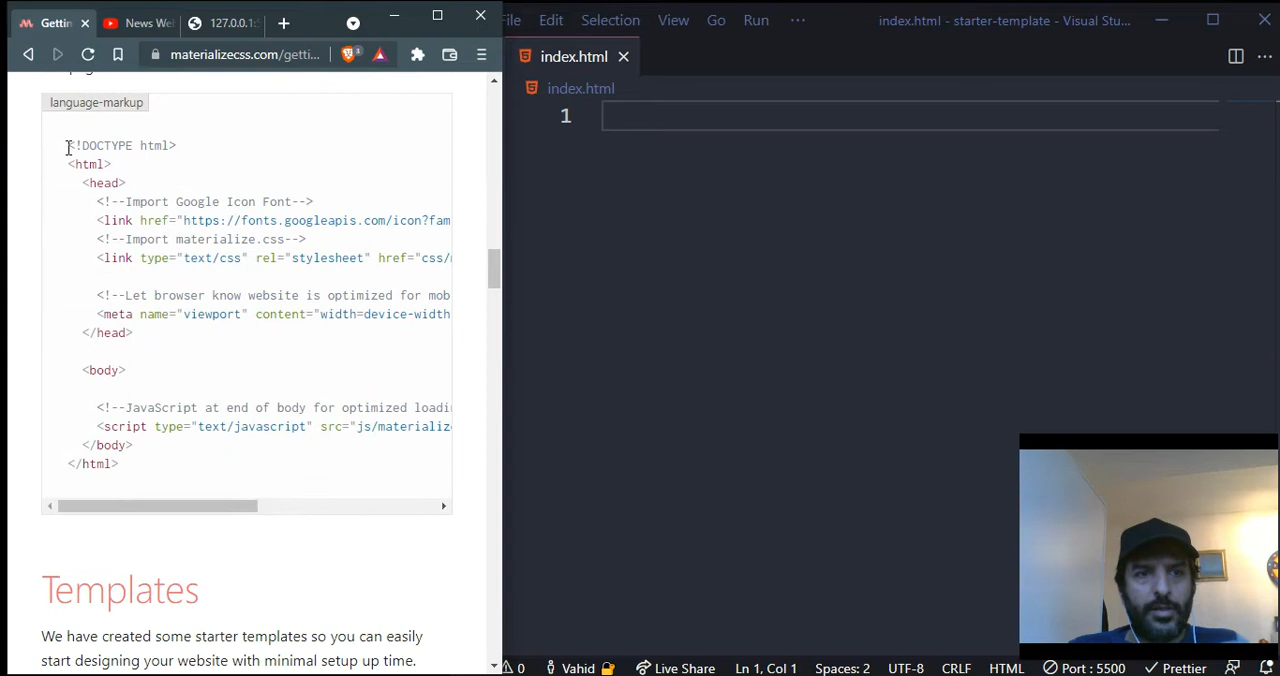 Gettin
News Wel
127.0.0.1:
materializecss.com/getti...
3
language-markup
<!DOCTYPE html>
<html>
<head>
<!--Import Google Icon Font-->
<link href="https://fonts.googleapis.com/icon?fam
<!--Import materialize.css-->
<link type="text/css" rel="stylesheet" href="css/
<!--Let browser know website is optimized for mob
<meta name="viewport" content="width=device-width
</head>
<body>
<!--JavaScript at end of body for optimized loadi
<script type="text/javascript" src="js/materializ
</body>
</html>
Templates
We have created some starter templates so you can easily
start designing your website with minimal setup up time.
File Edit Selection View Go Run ··· index.html - starter-template - Visual Stu...
index.html
index.html
1
0 Vahid Live Share Ln 1, Col 1 Spaces: 2 UTF-8 CRLF HTML Port : 5500 Prettier